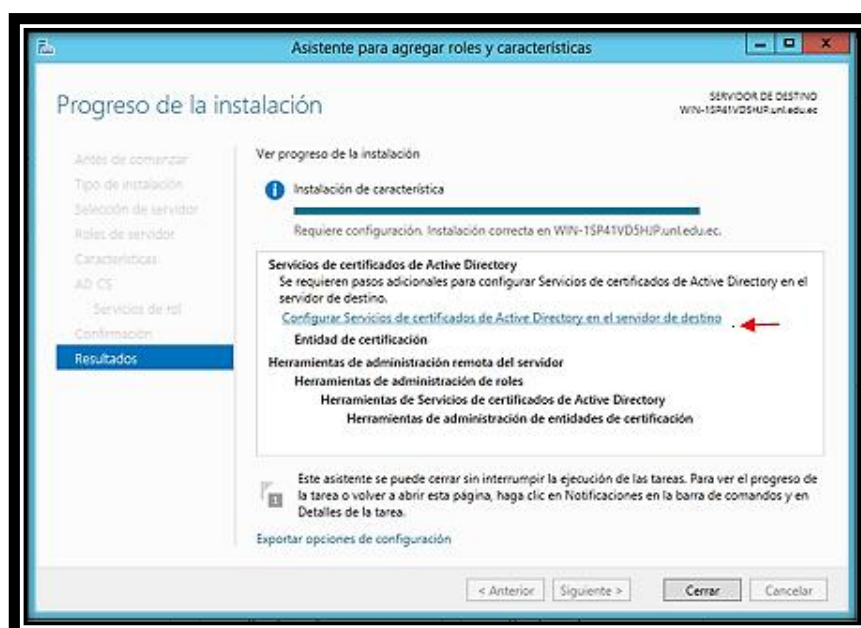 Asistente para agregar roles y características
Progreso de la instalación
SERVIDOR DE DESTINO
WIN-1SP41VD5HJP.unl.edu.ec
Antes de comenzar
Tipo de instalación
Selección de servidor
Roles de servidor
Características
AD CS
Servicios de rol
Confirmación
Resultados
Ver progreso de la instalación
Instalación de característica
Requiere configuración. Instalación correcta en WIN-1SP41VD5HJP.unl.edu.ec.
Servicios de certificados de Active Directory
Se requieren pasos adicionales para configurar Servicios de certificados de Active Directory en el
servidor de destino.
Configurar Servicios de certificados de Active Directory en el servidor de destino
Entidad de certificación
Herramientas de administración remota del servidor
Herramientas de administración de roles
Herramientas de Servicios de certificados de Active Directory
Herramientas de administración de entidades de certificación
1
Este asistente se puede cerrar sin interrumpir la ejecución de las tareas. Para ver el progreso de
la tarea o volver a abrir esta página, haga clic en Notificaciones en la barra de comandos y en
Detalles de la tarea.
Exportar opciones de configuración
< Anterior
Siguiente >
Cerrar
Cancelar